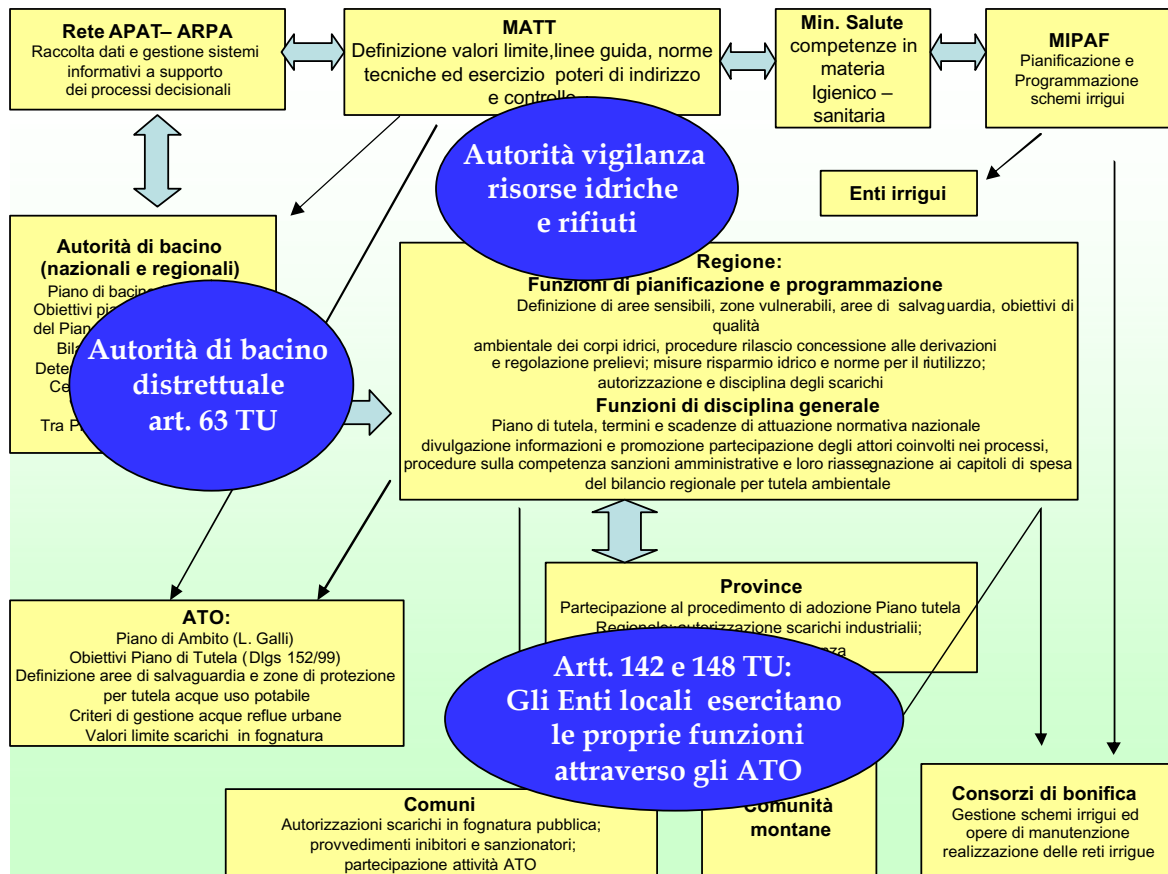 Rete APAT– ARPA
Raccolta dati e gestione sistemi
informativi a supporto
dei processi decisionali
MATT
Definizione valori limite,linee guida, norme
tecniche ed esercizio poteri di indirizzo
e controllo
Min. Salute
competenze in
materia
Igienico –
sanitaria
MIPAF
Pianificazione e
Programmazione
schemi irrigui
Autorità vigilanza
risorse idriche
e rifiuti
Enti irrigui
Autorità di bacino
(nazionali e regionali)
Piano di bacino
Obiettivi
del
Autorità di bacino
distrettuale
art. 63 TU
Tra
Regione:
Funzioni di pianificazione e programmazione
Definizione di aree sensibili, zone vulnerabili, aree di salvaguardia, obiettivi di
qualità
ambientale dei corpi idrici, procedure rilascio concessione alle derivazioni
e regolazione prelievi; misure risparmio idrico e norme per il riutilizzo;
autorizzazione e disciplina degli scarichi
Funzioni di disciplina generale
Piano di tutela, termini e scadenze di attuazione normativa nazionale
divulgazione informazioni e promozione partecipazione degli attori coinvolti nei processi,
procedure sulla competenza sanzioni amministrative e loro riassegnazione ai capitoli di spesa
del bilancio regionale per tutela ambientale
ATO:
Piano di Ambito (L. Galli)
Obiettivi Piano di Tutela (Dlgs 152/99)
Definizione aree di salvaguardia e zone di protezione
per tutela acque uso potabile
Criteri di gestione acque reflue urbane
Valori limite scarichi in fognatura
Province
Partecipazione al procedimento di adozione Piano tutela
Regionale; autorizzazione scarichi industrialii;
Artt. 142 e 148 TU:
Gli Enti locali esercitano
le proprie funzioni
attraverso gli ATO
Comuni
Autorizzazioni scarichi in fognatura pubblica;
provvedimenti inibitori e sanzionatori;
partecipazione attività ATO
Comunità
montane
Consorzi di bonifica
Gestione schemi irrigui ed
opere di manutenzione
realizzazione delle reti irrigue